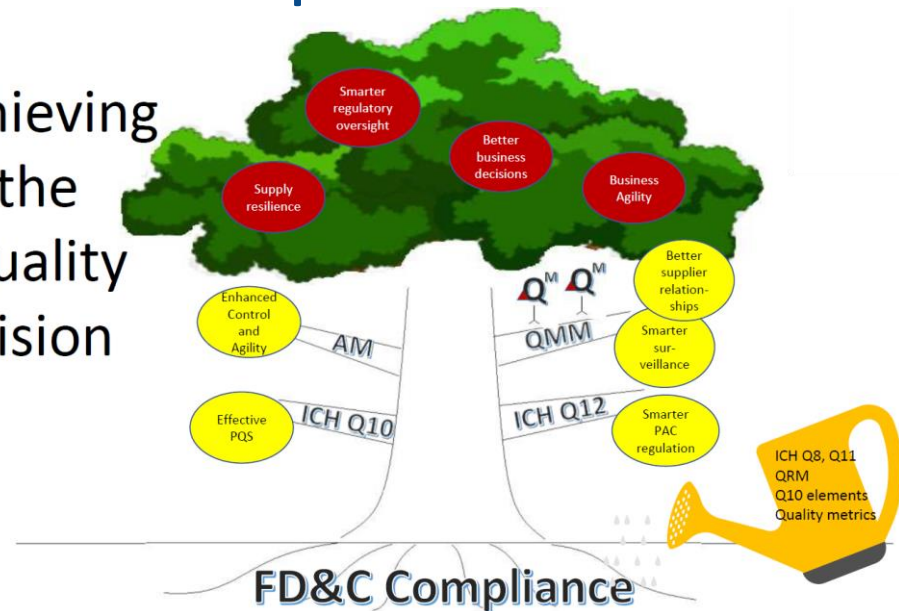 hieving
the
uality
ision
Smarter
regulatory
oversight
Better
business
decisions
Supply
resilience
Business
Agility
Enhanced
Control
and
Agility
AM
Effective
PQS
ICH Q10
QM QM
QMM
Better
supplier
relation-
ships
Smarter
sur-
veillance
ICH Q12
Smarter
PAC
regulation
ICH Q8, Q11
QRM
Q10 elements
Quality metrics
FD&C Compliance